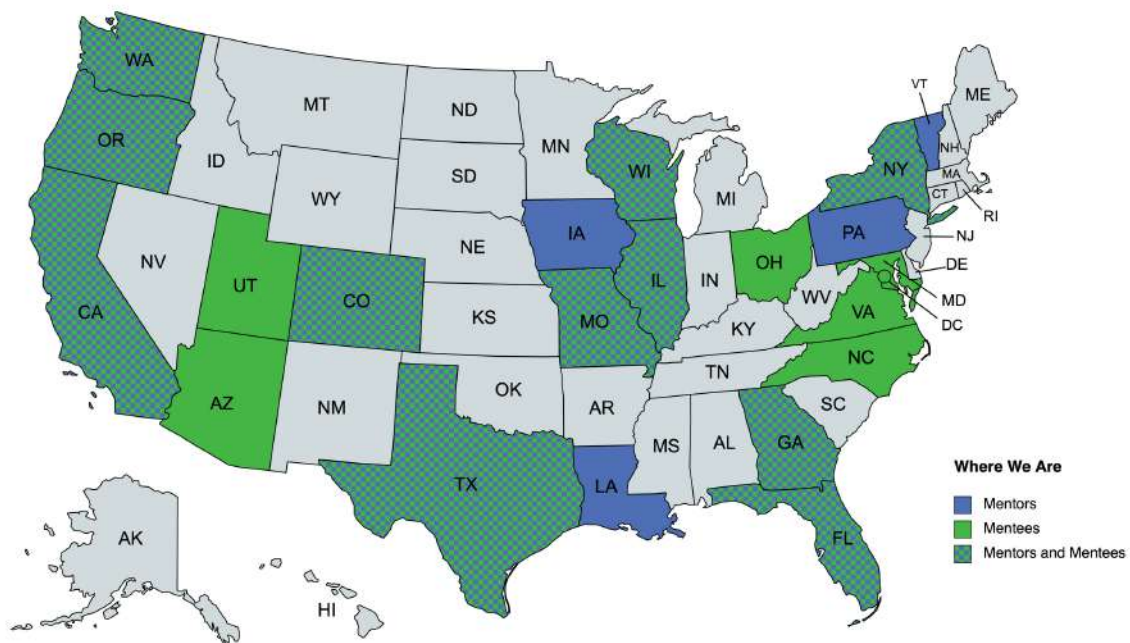 WA
MT
ND
MN
VT
ME
OR
ID
SD
WI
NY
NH
MA
WY
MI
CT
RI
IA
PA
NJ
NE
NV
OH
DE
UT
IL
IN
MD
CO
WV
CA
KS
MO
VA
DC
KY
NC
TN
AZ
OK
NM
AR
SC
MS
AL
GA
Where We Are
TX
LA
Mentors
FL
Mentees
AK
Mentors and Mentees
HI